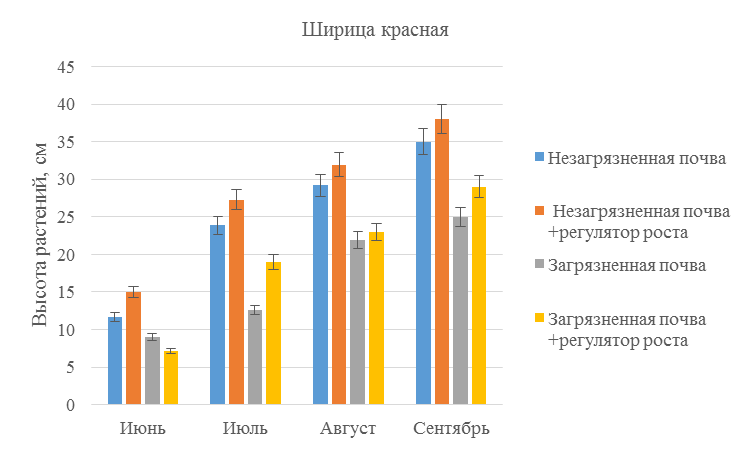 Ширица красная
45
40
35
30
25
20
15
10
5
0
Высота растений, см
Июнь
Июль
Август
Сентябрь
Незагрязненная почва
Незагрязненная почва
+регулятор роста
Загрязненная почва
Загрязненная почва
+регулятор роста